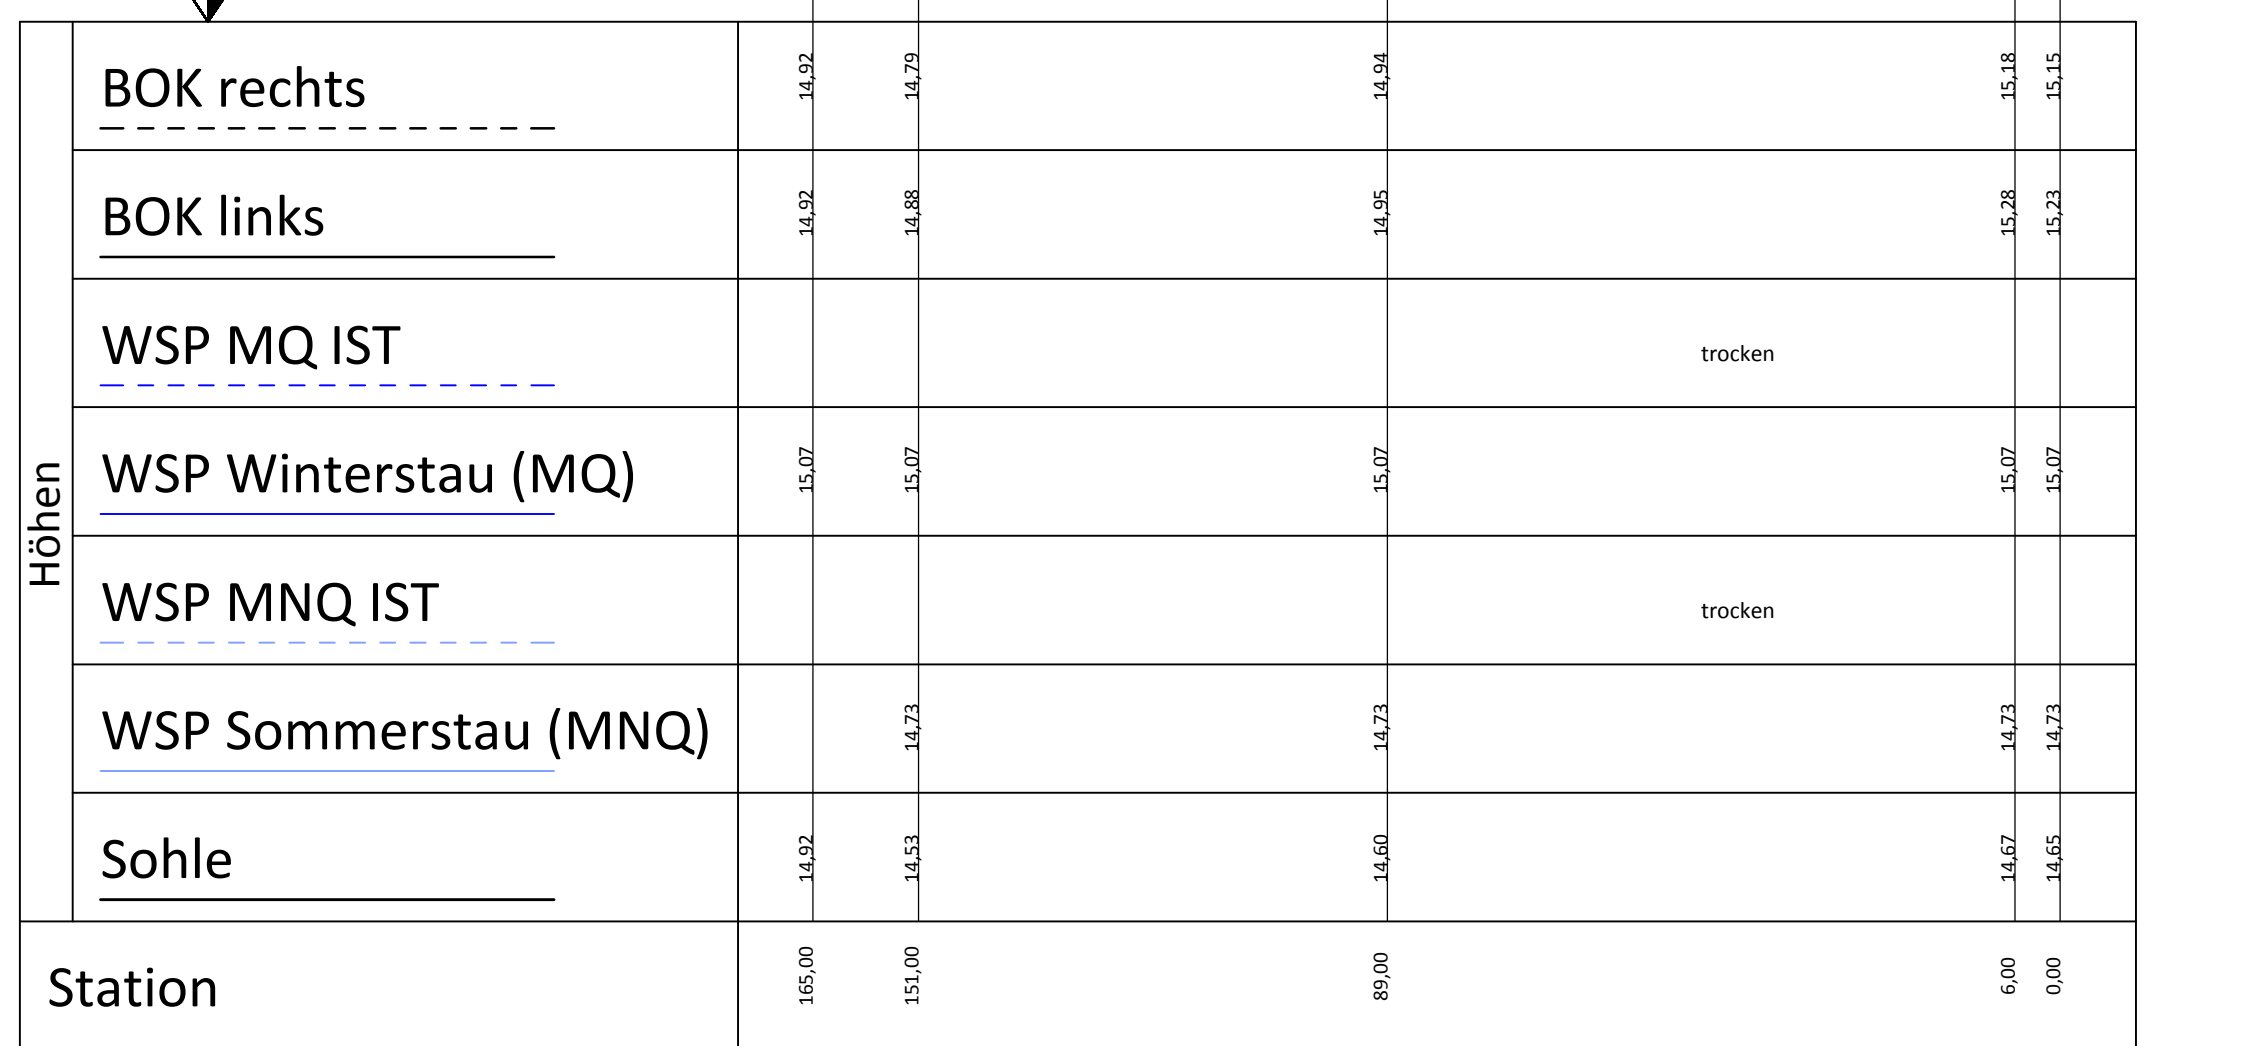 Höhen
BOK rechts 14,92 14,79 14,94 15,18 15,15
BOK links 14,92 14,88 14,95 15,28 15,23
WSP MQ IST trocken
WSP Winterstau (MQ) 15,07 15,07 15,07 15,07 15,07
WSP MNQ IST trocken
WSP Sommerstau (MNQ) 14,73 14,73 14,73 14,73
Sohle 14,92 14,53 14,60 14,67 14,65
Station 165,00 151,00 89,00 6,00 0,00